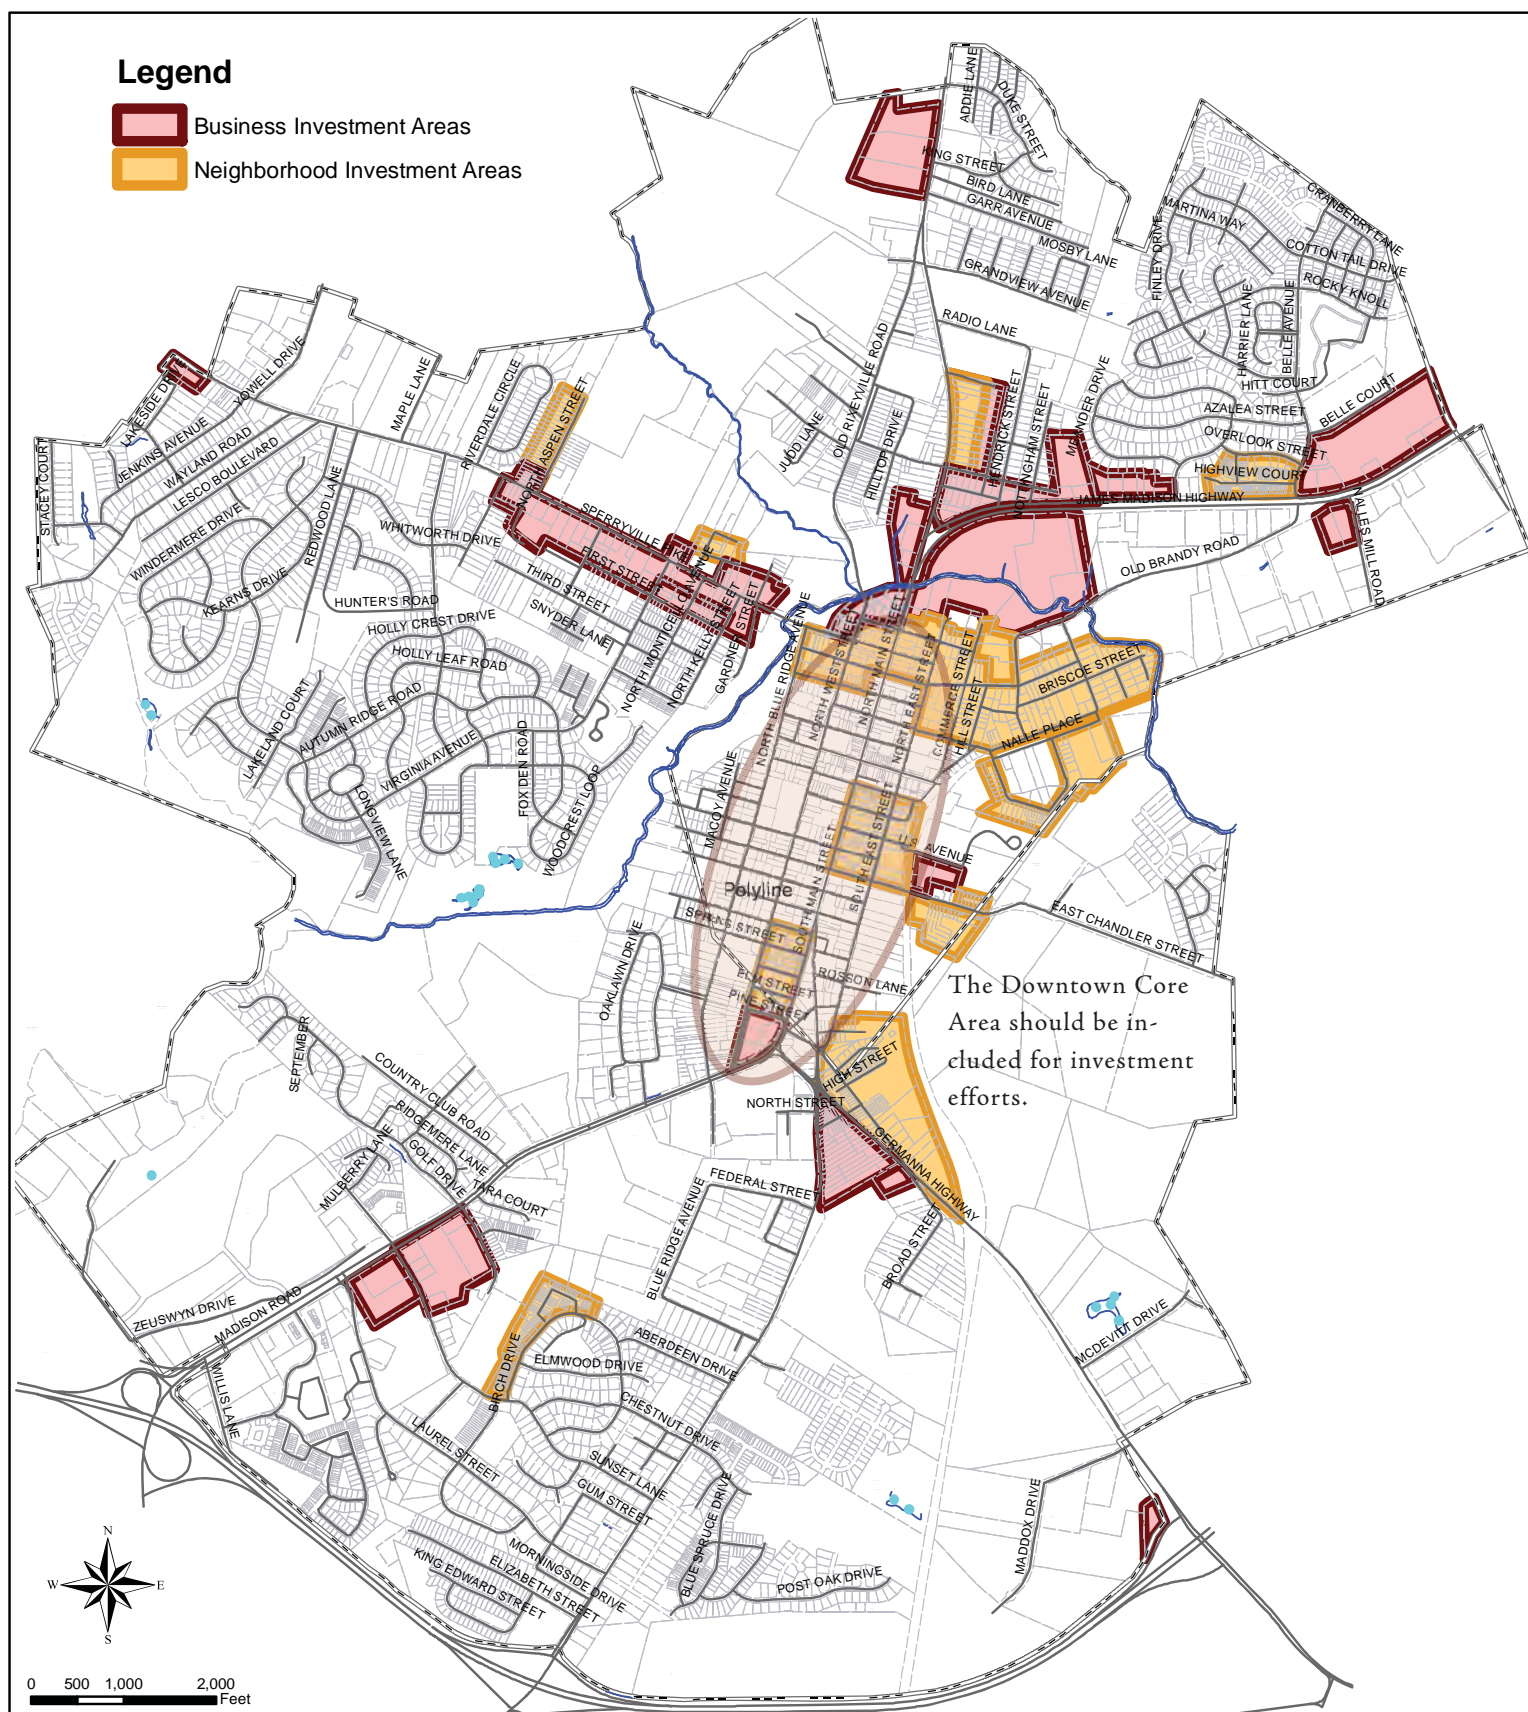 Legend
Business Investment Areas
Neighborhood Investment Areas
ADDIE LANE
DUKE STREET
KING STREET
BIRD LANE
GARR AVENUE
MOSBY LANE
GRANDVIEW AVENUE
RADIO LANE
OLD RIXEYVILLE ROAD
CRANBERRY LANE
MARTINA WAY
COTTON TAIL DRIVE
ROCKY KNOLL
FINLEY DRIVE
HARRIER LANE
BELLE AVENUE
HITT COURT
AZALEA STREET
BELLE COURT
OVERLOOK STREET
HIGHVIEW COURT
JAMES MADISON HIGHWAY
MEANDER DRIVE
HENDRICK STREET
NOTTINGHAM STREET
HILLTOP DRIVE
JUDD LANE
OLD BRANDY ROAD
NALLES MILL ROAD
LAKESIDE DRIVE
YOWELL DRIVE
MAPLE LANE
RIVERDALE CIRCLE
NORTH ASPEN STREET
JENKINS AVENUE
WAYLAND ROAD
LESCO BOULEVARD
STACEY COURT
WINDERMERE DRIVE
REDWOOD LANE
WHITWORTH DRIVE
SPERRYVILLE PIKE
FIRST STREET
THIRD STREET
SNYDER LANE
KEARNS DRIVE
HUNTER'S ROAD
HOLLY CREST DRIVE
HOLLY LEAF ROAD
NORTH MONTICELLO AVENUE
NORTH KELLY STREET
GARDNER STREET
LAKELAND COURT
AUTUMN RIDGE ROAD
VIRGINIA AVENUE
FOX DEN ROAD
WOODCREST LOOP
LONGVIEW LANE
NORTH BLUE RIDGE AVENUE
NORTH WEST STREET
NORTH MAIN STREET
NORTH EAST STREET
COMMERCE STREET
HILL STREET
BRISCOE STREET
NALLE PLACE
MACOY AVENUE
SOUTH MAIN STREET
SOUTH EAST STREET
AVENUE
Polyline
SPRING STREET
ELM STREET
PINE STREET
ROSSON LANE
EAST CHANDLER STREET
OAKLAWN DRIVE
The Downtown Core
Area should be in-
cluded for investment
efforts.
HIGH STREET
NORTH STREET
GERMANNA HIGHWAY
SEPTEMBER
COUNTRY CLUB ROAD
RIDGEMERE LANE
GOLF DRIVE
MULBERRY LANE
TARA COURT
FEDERAL STREET
BLUE RIDGE AVENUE
BROAD STREET
ZEUSWYN DRIVE
MADISON ROAD
WILLIS LANE
BIRCH DRIVE
ELMWOOD DRIVE
ABERDEEN DRIVE
CHESTNUT DRIVE
MCDEVITT DRIVE
LAUREL STREET
SUNSET LANE
GUM STREET
BLUE SPRUCE DRIVE
MADDOX DRIVE
MORNINGSIDE DRIVE
ELIZABETH STREET
KING EDWARD STREET
POST OAK DRIVE
N
W
E
S
0 500 1,000 2,000
Feet